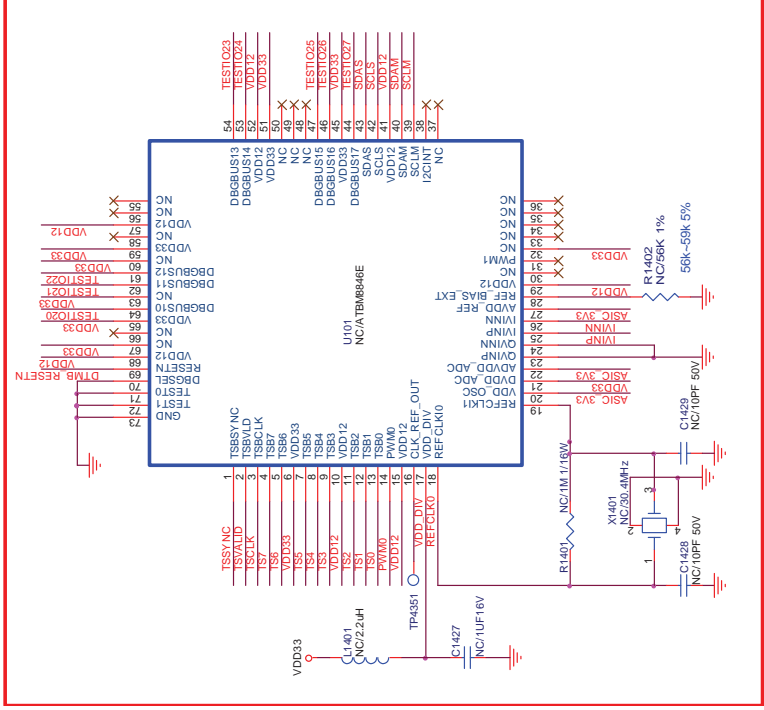 TESTIO23
TESTIO24
VDD12
VDD33
TESTIO25
TESTIO26
VDD33
TESTIO27
SDAS
SCLS
VDD12
SDAM
SCLM
54
53
52
51
50
49
48
47
46
45
44
43
42
41
40
39
38
37
DBGBUS13
DBGBUS14
VDD12
VDD33
NC
NC
NC
DBGBUS15
DBGBUS16
VDD33
DBGBUS17
SDAS
SCLS
VDD12
SDAM
SCLM
I2CINT
NC
VDD12
VDD33
TESTIO22
TESTIO21
VDD33
TESTIO20
VDD33
VDD33
VDD12
DTMB_RESETN
55
56
57
58
59
60
61
62
63
64
65
66
67
68
69
70
71
72
73
NC
NC
VDD12
NC
VDD33
NC
DBGBUS12
DBGBUS11
NC
DBGBUS10
VDD33
NC
VDD12
RESETN
DBGSEL
TEST0
TEST1
GND
U101
NC/ATBM8846E
NC
NC
NC
NC
NC
PWM1
NC
VDD12
REF_BIAS_EXT
AVDD_REF
IVINN
IVINP
QVINN
QVINP
ADVDD_ADC
DVDD_ADC
VDD_OSC
REFCLKI1
36
35
34
33
32
31
30
29
28
27
26
25
24
23
22
21
20
19
VDD33
VDD12
ASIC_3V3
IVINN
IVINP
ASIC_3V3
VDD33
ASIC_3V3
R1402
NC/56K 1%
56k~59k 5%
TSBSYNC
TSBVLD
TSBCLK
TSB7
TSB6
VDD33
TSB5
TSB4
TSB3
VDD12
TSB2
TSB1
TSB0
PWM0
VDD12
CLK_REF_OUT
VDD_DIV
REFCLKI0
1
2
3
4
5
6
7
8
9
10
11
12
13
14
15
16
17
18
TSSYNC
TSVALID
TSCLK
TS7
TS6
VDD33
TS5
TS4
TS3
VDD12
TS2
TS1
TS0
PWM0
VDD12
VDD_DIV
REFCLK0
TP4351
VDD33
L1401
NC/2.2uH
C1427
NC/1UF16V
R1401
NC/1M 1/16W
X1401
NC/30.4MHz
1
2
3
4
C1428
NC/10PF 50V
C1429
NC/10PF 50V